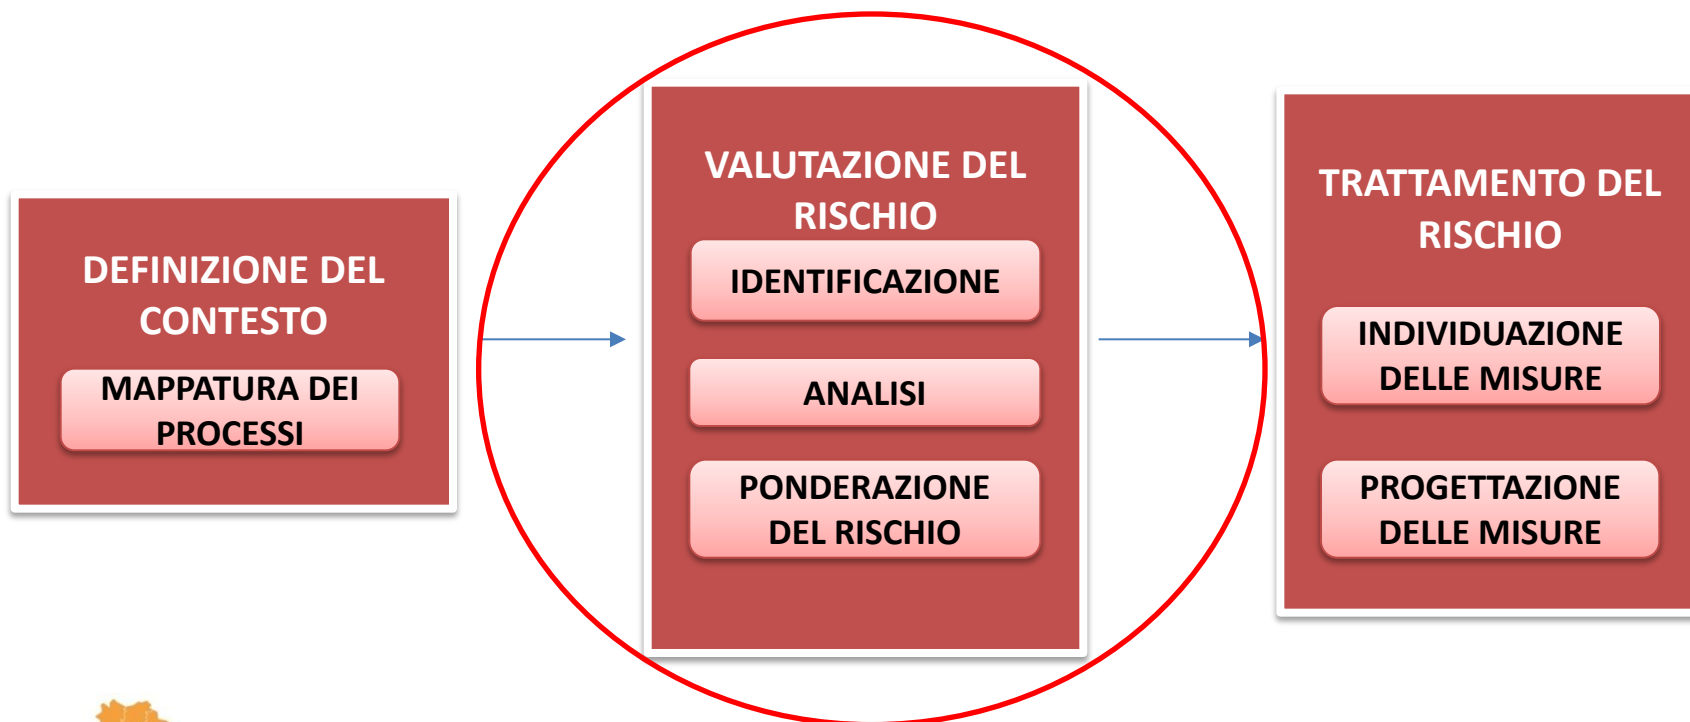 DEFINIZIONE DEL
CONTESTO
MAPPATURA DEI
PROCESSI
VALUTAZIONE DEL
RISCHIO
IDENTIFICAZIONE
ANALISI
PONDERAZIONE
DEL RISCHIO
TRATTAMENTO DEL
RISCHIO
INDIVIDUAZIONE
DELLE MISURE
PROGETTAZIONE
DELLE MISURE